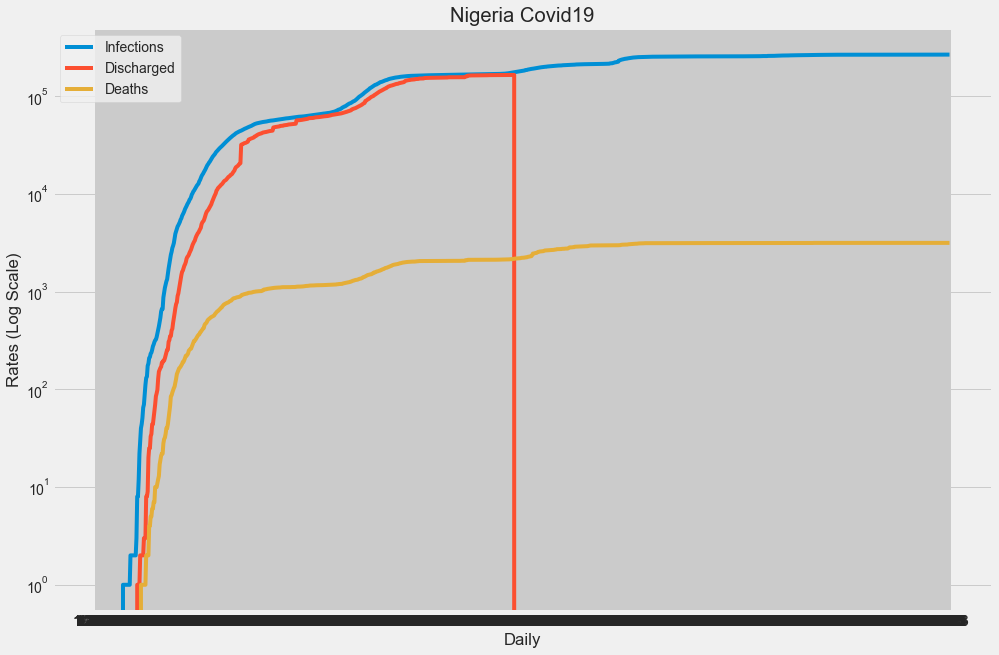 Nigeria Covid19
Infections
Discharged
Deaths
10^5
10^4
10^3
10^2
10^1
10^0
Rates (Log Scale)
Daily